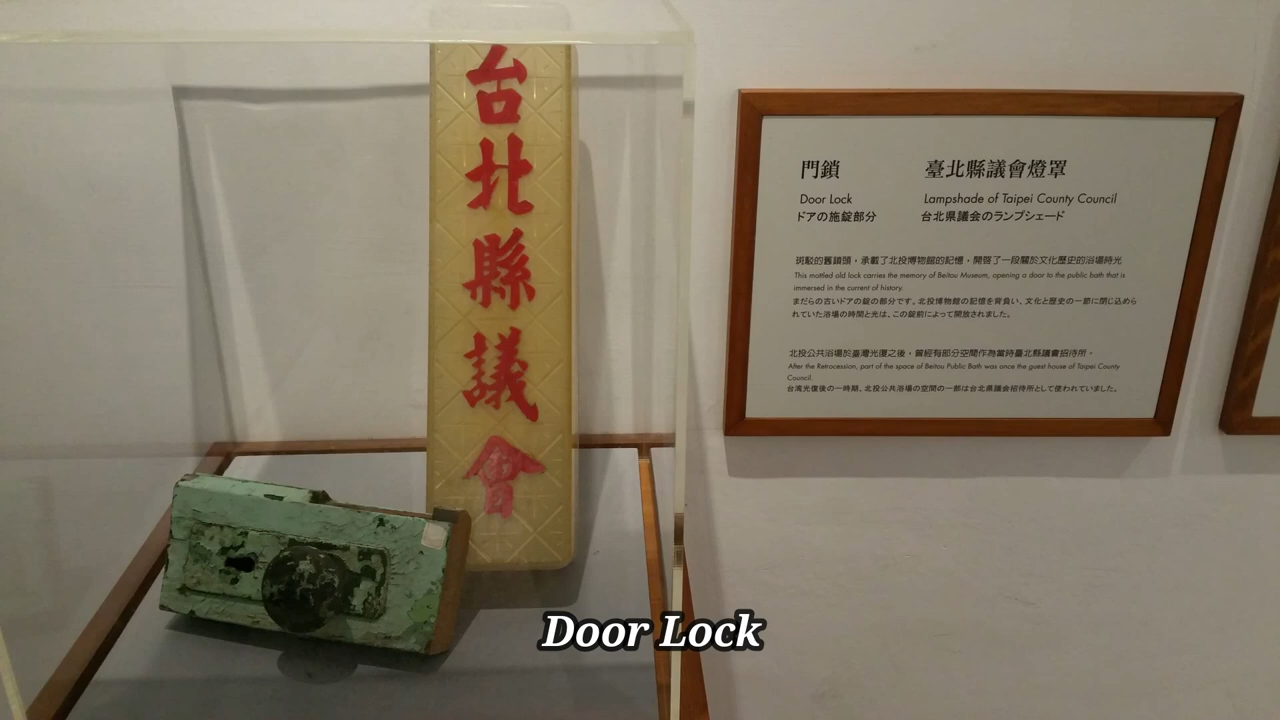 台北縣議會
門鎖
Door Lock
ドアの施錠部分
臺北縣議會燈罩
Lampshade of Taipei County Council
台北県議会のランプシェード
斑駁的舊鎖頭，承載了北投博物館的記憶，開啓了一段關於文化歷史的浴場時光
This mottled old lock carries the memory of Beitou Museum, opening a door to the public bath that is
immersed in the current of history.
まだらの古いドアの錠の部分です。北投博物館の記憶を背負い、文化と歴史の一節に閉じ込めら
れていた浴場の時間と光は、この錠前によって開放されました。
北投公共浴場於臺灣光復之後，曾經有部分空間作為當時臺北縣議會招待所。
After the Retrocession, part of the space of Beitou Public Bath was once the guest house of Taipei County
Council.
台湾光復後の一時期、北投公共浴場の空間の一部は台北県議会招待所として使われていました。
Door Lock